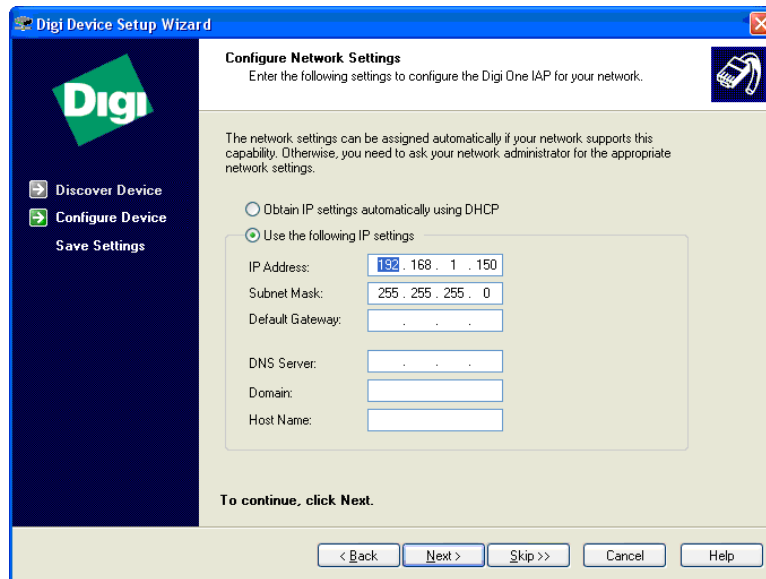 Digi Device Setup Wizard
Digi
Discover Device
Configure Device
Save Settings
Configure Network Settings
Enter the following settings to configure the Digi One IAP for your network.
The network settings can be assigned automatically if your network supports this
capability. Otherwise, you need to ask your network administrator for the appropriate
network settings.
Obtain IP settings automatically using DHCP
Use the following IP settings
IP Address: 192 . 168 . 1 . 150
Subnet Mask: 255 . 255 . 255 . 0
Default Gateway: . . .
DNS Server: . . .
Domain:
Host Name:
To continue, click Next.
< Back Next > Skip >> Cancel Help